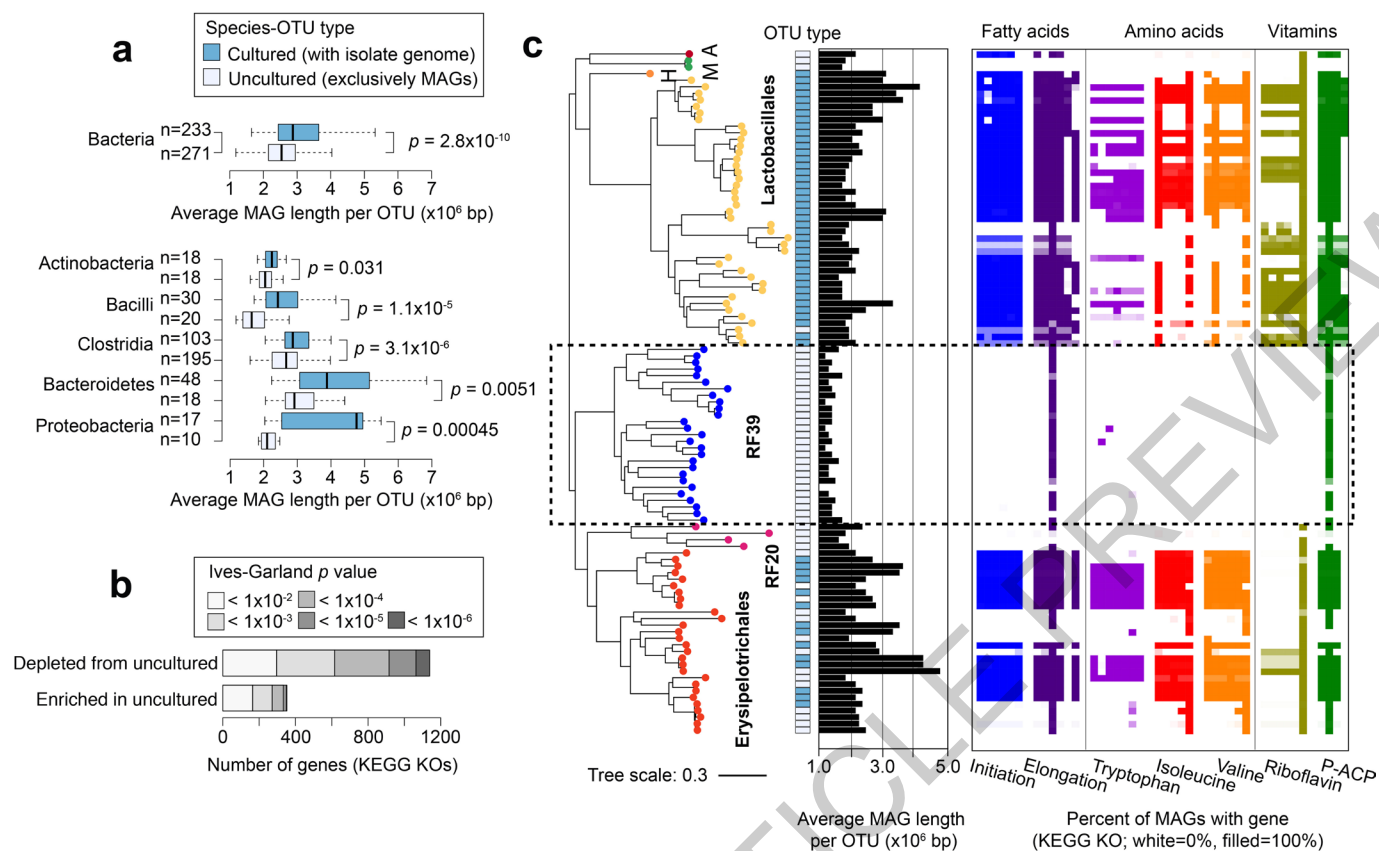 a
Species-OTU type
Cultured (with isolate genome)
Uncultured (exclusively MAGs)
Bacteria
n=233
n=271
p = 2.8x10-10
1 2 3 4 5 6 7
Average MAG length per OTU (x10⁶ bp)
Actinobacteria
n=18
n=18
p = 0.031
Bacilli
n=30
n=20
p = 1.1x10-5
Clostridia
n=103
n=195
p = 3.1x10-6
Bacteroidetes
n=48
n=18
p = 0.0051
Proteobacteria
n=17
n=10
p = 0.00045
1 2 3 4 5 6 7
Average MAG length per OTU (x10⁶ bp)
b
Ives-Garland p value
< 1x10-2
< 1x10-4
< 1x10-3
< 1x10-5
< 1x10-6
Depleted from uncultured
Enriched in uncultured
0 400 800 1200
Number of genes (KEGG KOs)
c
OTU type
Fatty acids
Amino acids
Vitamins
H
M
A
Lactobacillales
RF39
RF20
Erysipelotrichales
Tree scale: 0.3
1.0 3.0 5.0
Average MAG length
per OTU (x10⁶ bp)
Initiation
Elongation
Tryptophan
Isoleucine
Valine
Riboflavin
P-ACP
Percent of MAGs with gene
(KEGG KO; white=0%, filled=100%)
ICLE PREVIEW